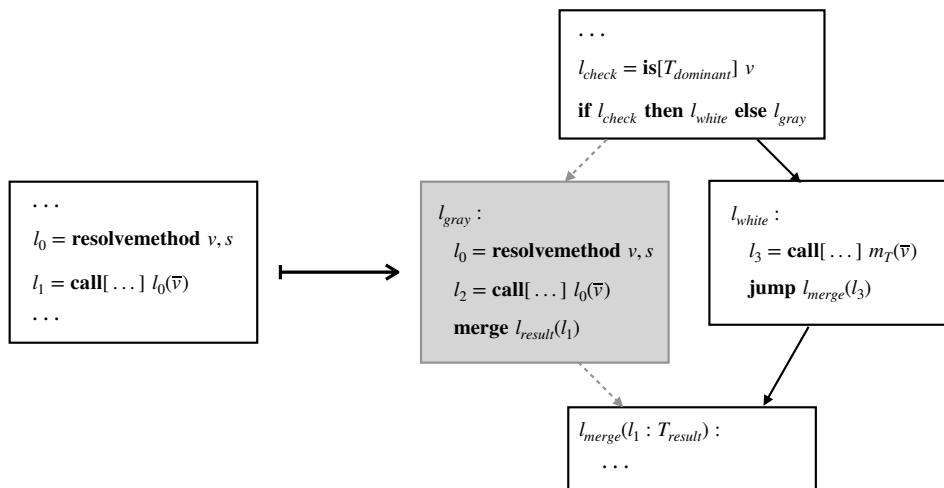 ...
l_0 = resolvemethod v, s
l_1 = call[...] l_0(v̅)
...
...
l_check = is[T_dominant] v
if l_check then l_white else l_gray
l_gray :
l_0 = resolvemethod v, s
l_2 = call[...] l_0(v̅)
merge l_result(l_1)
l_white :
l_3 = call[...] m_T(v̅)
jump l_merge(l_3)
l_merge(l_1 : T_result) :
...